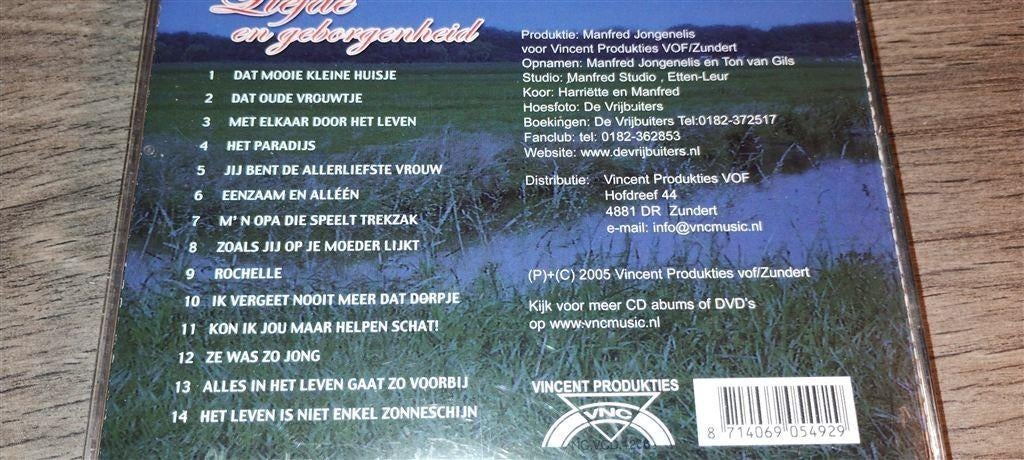 Liefde
en geborgenheid
1 DAT MOOIE KLEINE HUISJE
2 DAT OUDE VROUWTJE
3 MET ELKAAR DOOR HET LEVEN
4 HET PARADIJS
5 JIJ BENT DE ALLERLIEFSTE VROUW
6 EENZAAM EN ALLÉÉN
7 M'N OPA DIE SPEELT TREKZAK
8 ZOALS JIJ OP JE MOEDER LIJKT
9 ROCHELLE
10 IK VERGEET NOOIT MEER DAT DORPJE
11 KON IK JOU MAAR HELPEN SCHAT!
12 ZE WAS ZO JONG
13 ALLES IN HET LEVEN GAAT ZO VOORBIJ
14 HET LEVEN IS NIET ENKEL ZONNESCHIJN
Produktie: Manfred Jongenelis
voor Vincent Produkties VOF/Zundert
Opnamen: Manfred Jongenelis en Ton van Gils
Studio: Manfred Studio , Etten-Leur
Koor: Harriëtte en Manfred
Hoesfoto: De Vrijbuiters
Boekingen: De Vrijbuiters Tel:0182-372517
Fanclub: tel: 0182-362853
Website: www.devrijbuiters.nl
Distributie: Vincent Produkties VOF
Hofdreef 44
4881 DR Zundert
e-mail: info@vncmusic.nl
(P)+(C) 2005 Vincent Produkties vof/Zundert
Kijk voor meer CD abums of DVD's
op www.vncmusic.nl
VINCENT PRODUKTIES
VNC
8 714069 054929